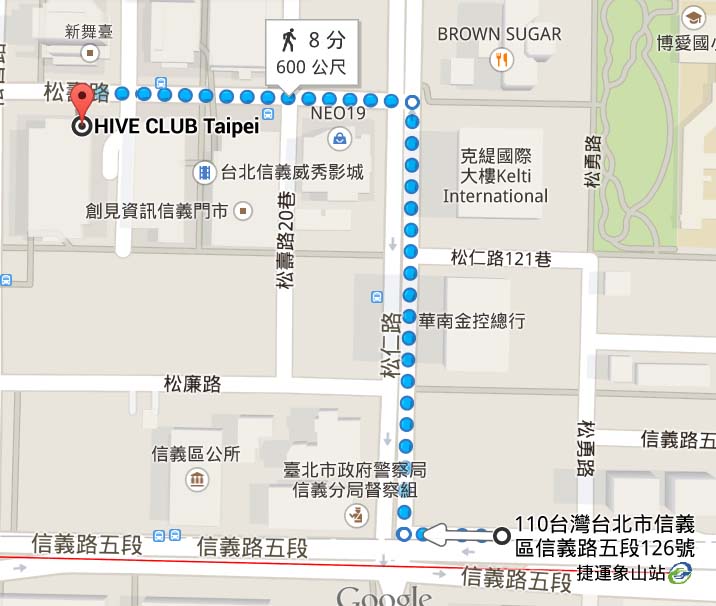 新舞臺
8 分
600 公尺
BROWN SUGAR
博愛國小
松壽路
HIVE CLUB Taipei
NEO19
台北信義威秀影城
克緹國際
大樓Kelti
International
松勇路
創見資訊信義門市
松壽路20巷
松仁路121巷
松仁路
華南金控總行
松廉路
信義區公所
臺北市政府警察局
信義分局督察組
松勇路
信義路五
110台灣台北市信義
區信義路五段126號
信義路五段
信義路五段
捷運象山站
信義路五段
Google